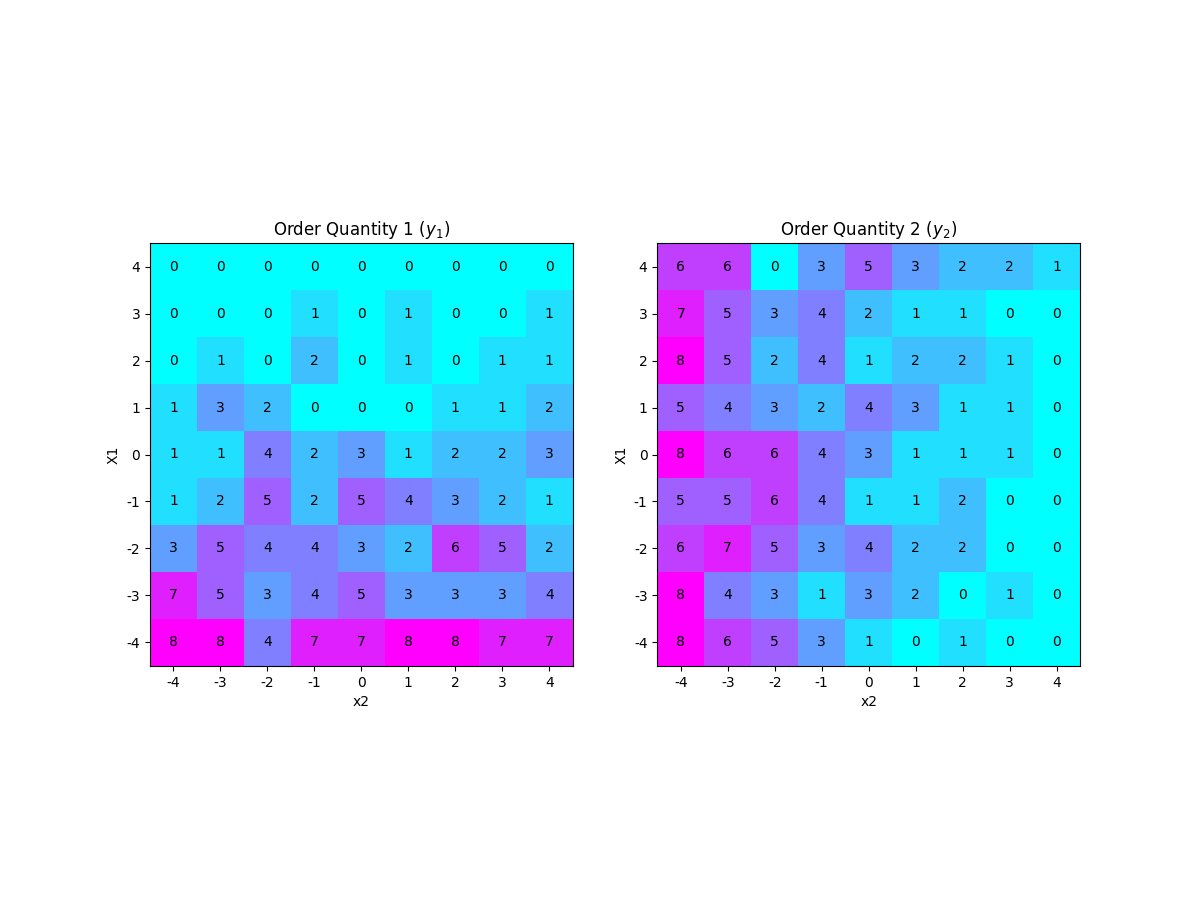 Order Quantity 1 (y₁)
4 0 0 0 0 0 0 0 0 0
3 0 0 0 1 0 1 0 0 1
2 0 1 0 2 0 1 0 1 1
1 1 3 2 0 0 0 1 1 2
0 1 1 4 2 3 1 2 2 3
-1 1 2 5 2 5 4 3 2 1
-2 3 5 4 4 3 2 6 5 2
-3 7 5 3 4 5 3 3 3 4
-4 8 8 4 7 7 8 8 7 7
-4 -3 -2 -1 0 1 2 3 4
x2
X1
Order Quantity 2 (y₂)
4 6 6 0 3 5 3 2 2 1
3 7 5 3 4 2 1 1 0 0
2 8 5 2 4 1 2 2 1 0
1 5 4 3 2 4 3 1 1 0
0 8 6 6 4 3 1 1 1 0
-1 5 5 6 4 1 1 2 0 0
-2 6 7 5 3 4 2 2 0 0
-3 8 4 3 1 3 2 0 1 0
-4 8 6 5 3 1 0 1 0 0
-4 -3 -2 -1 0 1 2 3 4
x2
X1